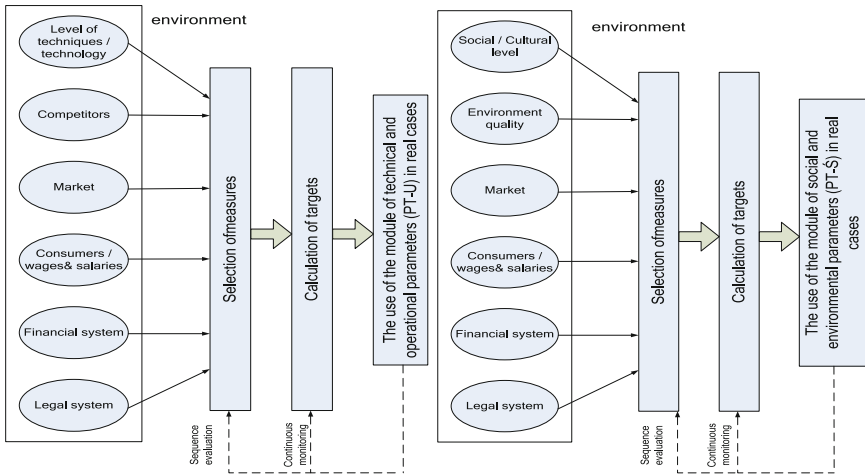 environment
Level of
techniques /
technology
Competitors
Market
Consumers /
wages& salaries
Financial system
Legal system
Selection ofmeasures
Calculation of targets
The use of the module of technical and
operational parameters (PT-U) in real cases
Sequence
evaluation
Continuous
monitoring
environment
Social / Cultural
level
Environment
quality
Market
Consumers /
wages& salaries
Financial system
Legal system
Selection ofmeasures
Calculation of targets
The use of the module of social and
environmental parameters (PT-Ś) in real
cases
Sequence
evaluation
Continuous
monitoring